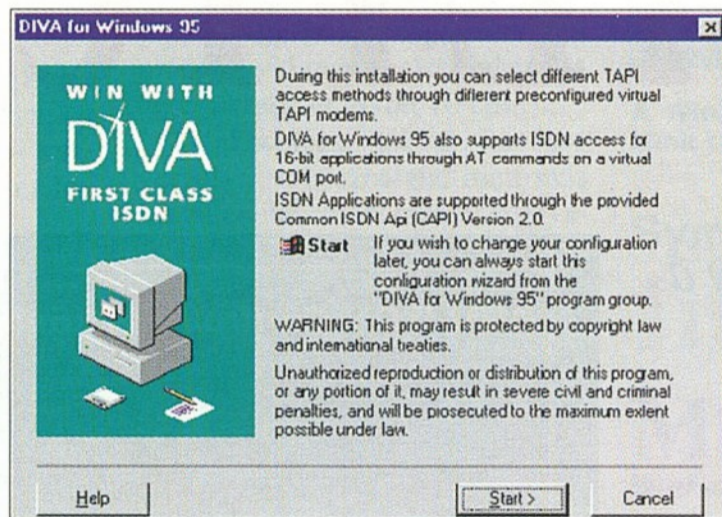 DIVA for Windows 95
WIN WITH
DIVA
FIRST CLASS
ISDN
During this installation you can select different TAPI
access methods through different preconfigured virtual
TAPI modems.
DIVA for Windows 95 also supports ISDN access for
16-bit applications through AT commands on a virtual
COM port.
ISDN Applications are supported through the provided
Common ISDN Api (CAPI) Version 2.0.
Start
If you wish to change your configuration
later, you can always start this
configuration wizard from the
"DIVA for Windows 95" program group.
WARNING: This program is protected by copyright law
and international treaties.
Unauthorized reproduction or distribution of this program,
or any portion of it, may result in severe civil and criminal
penalties, and will be prosecuted to the maximum extent
possible under law.
Help
Start >
Cancel